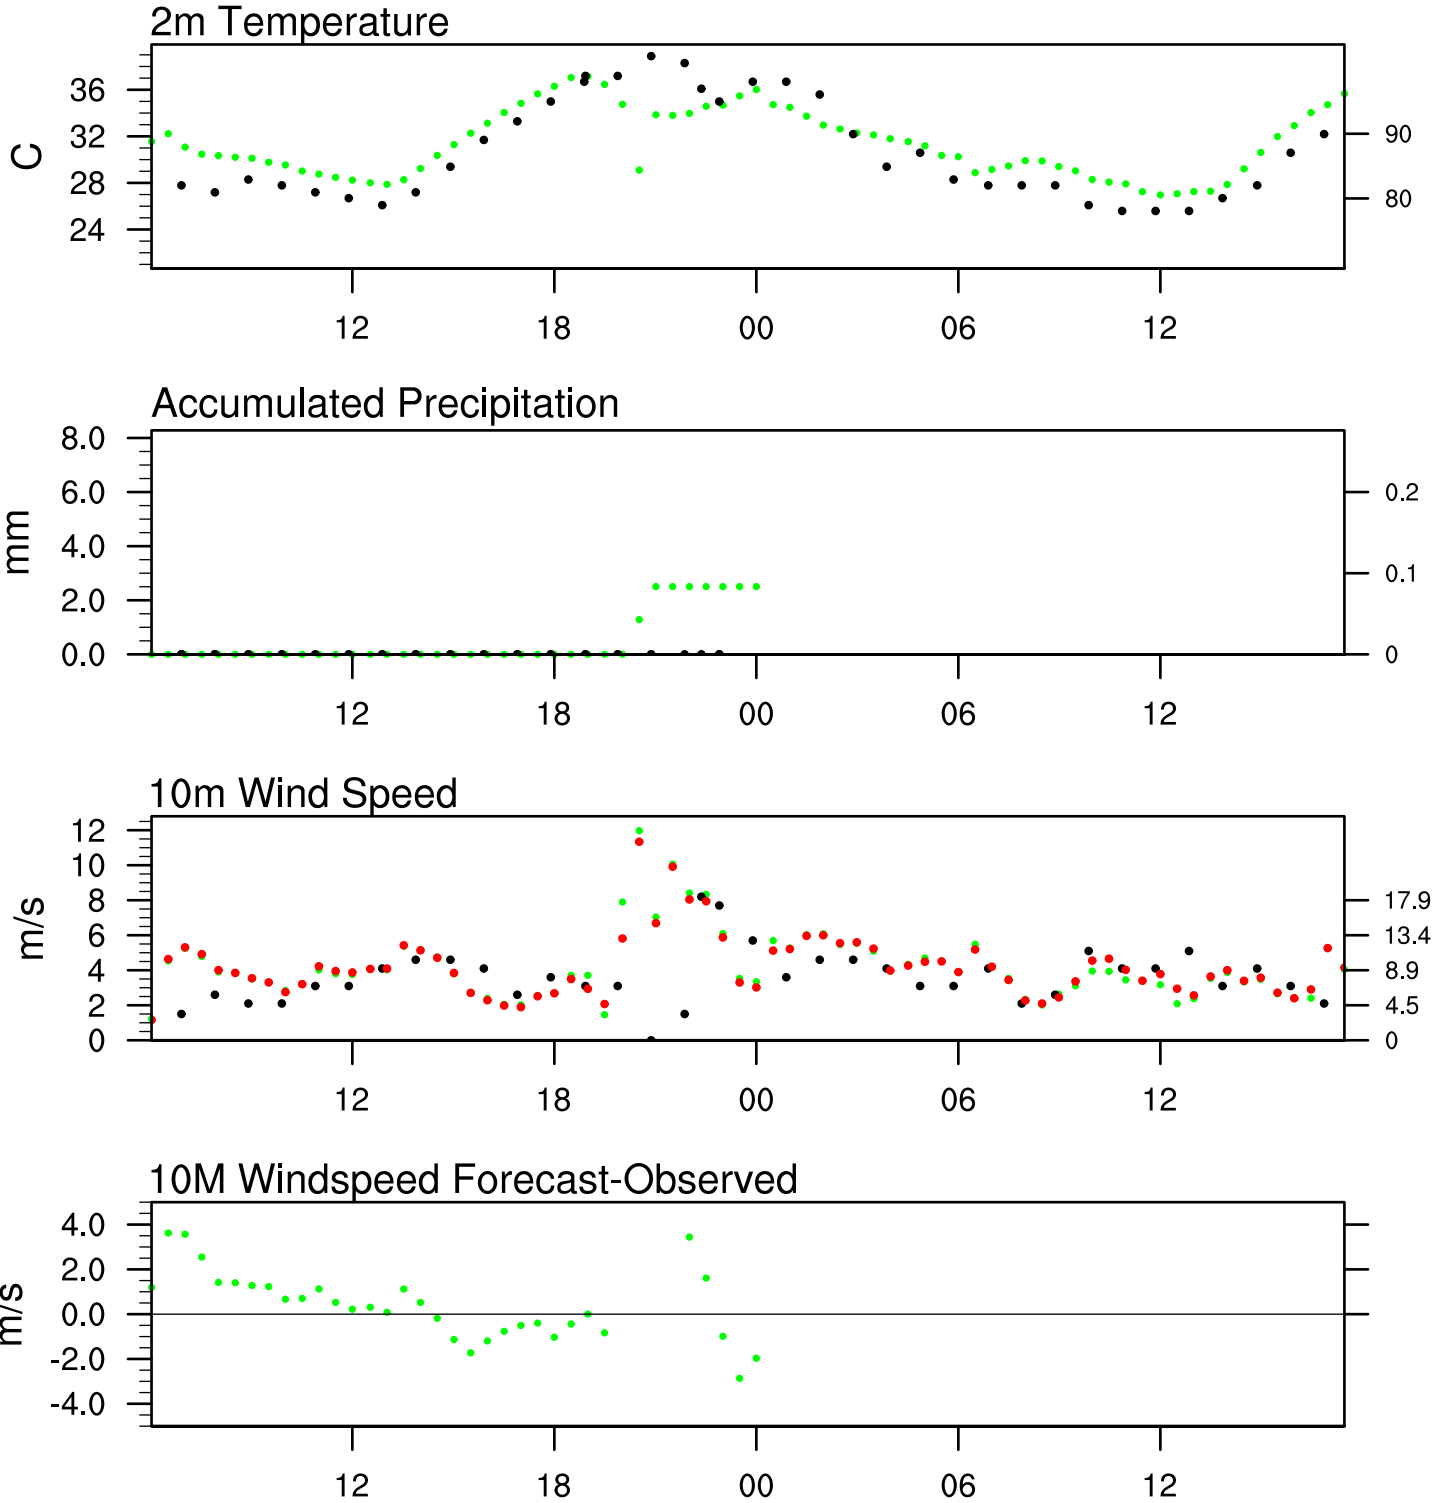 2m Temperature
C
36
32
28
24
90
80
12 18 00 06 12
Accumulated Precipitation
mm
8.0
6.0
4.0
2.0
0.0
0.2
0.1
0
12 18 00 06 12
10m Wind Speed
m/s
12
10
8
6
4
2
0
17.9
13.4
8.9
4.5
0
12 18 00 06 12
10M Windspeed Forecast-Observed
m/s
4.0
2.0
0.0
-2.0
-4.0
12 18 00 06 12